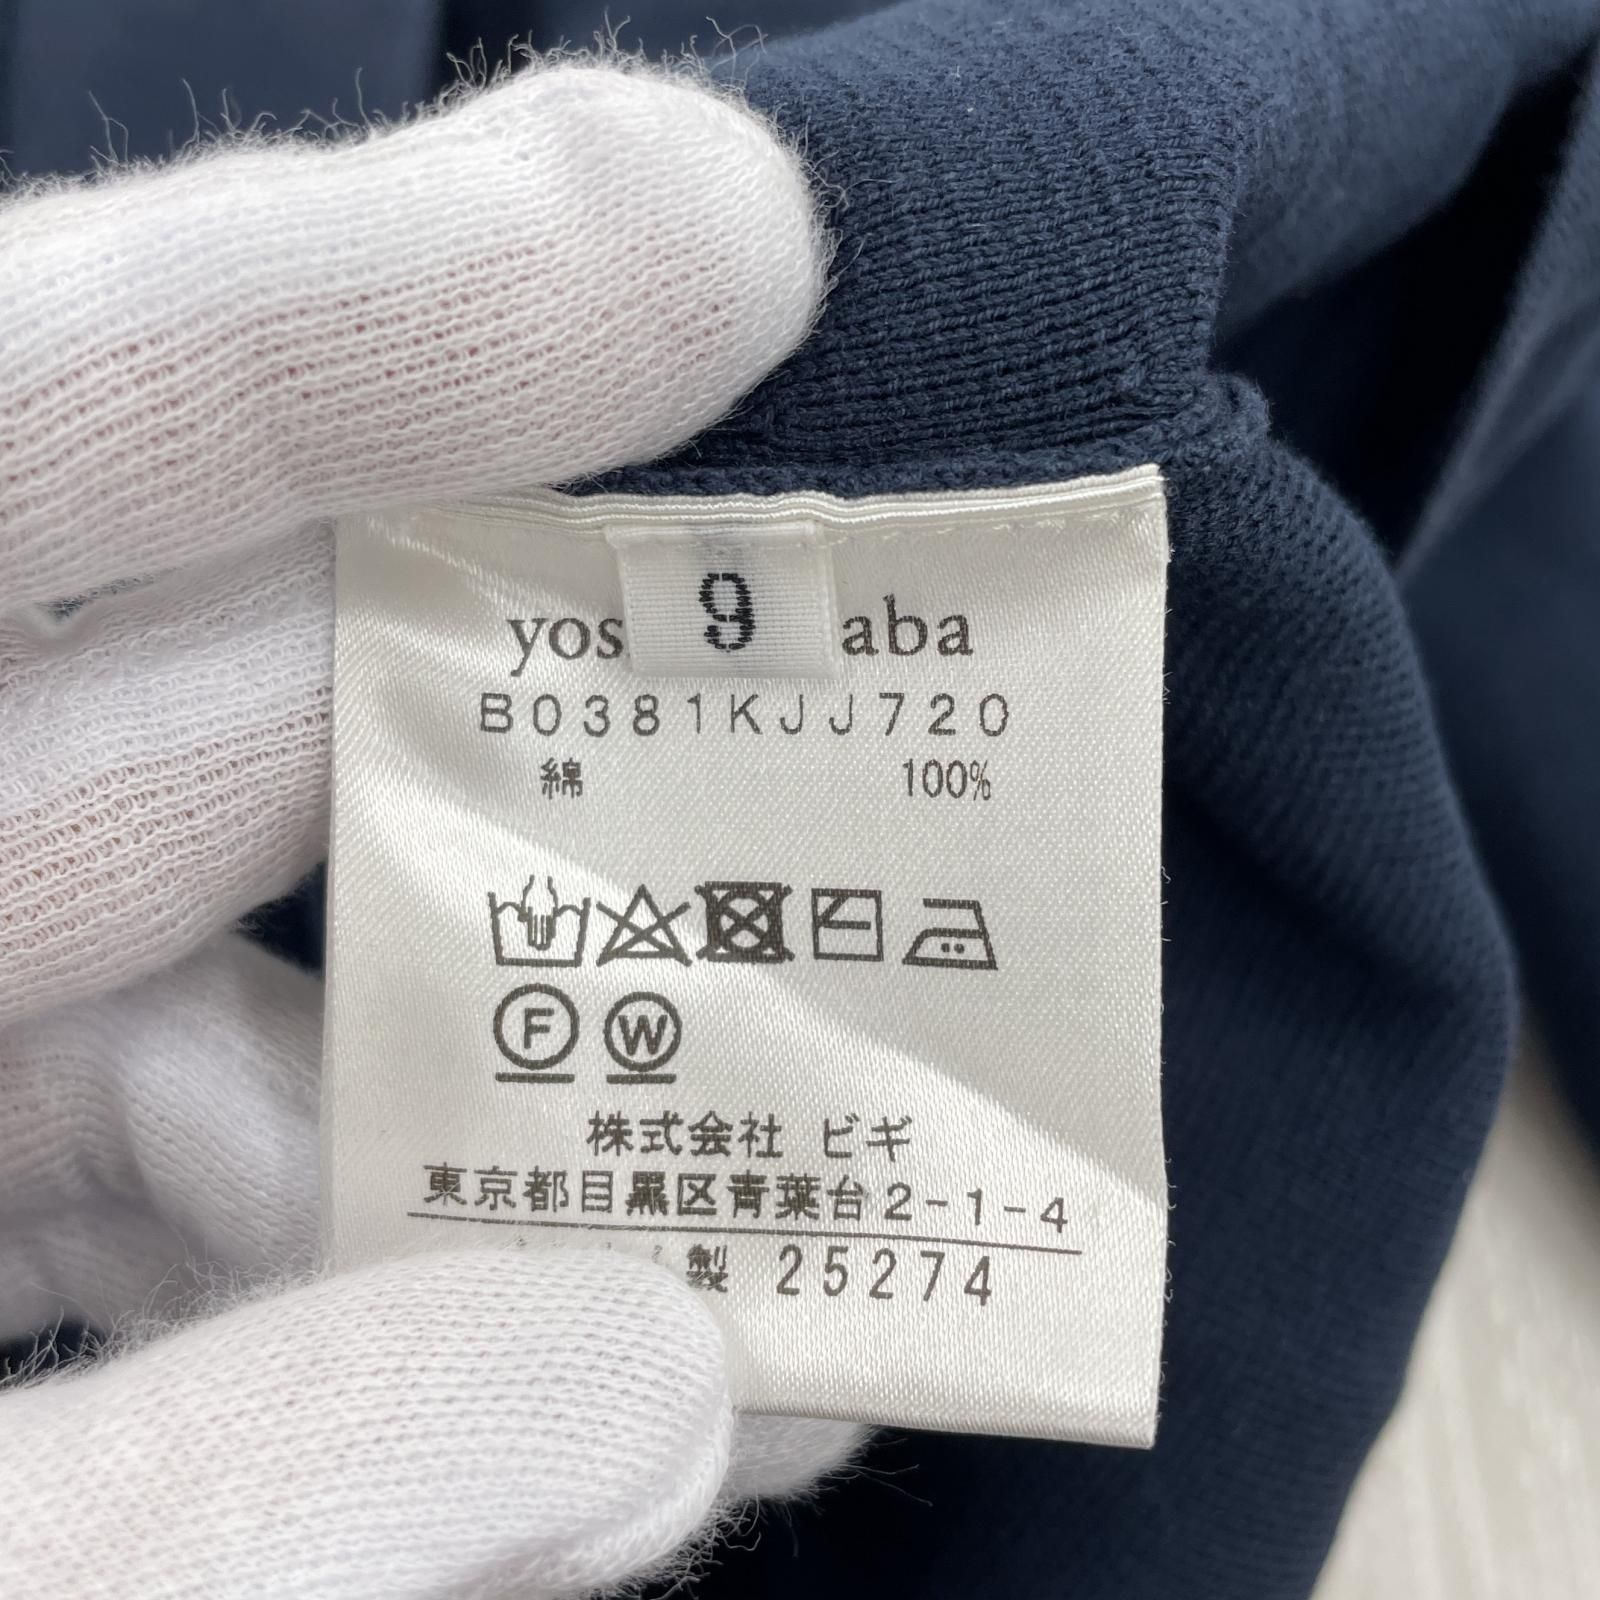 9
yos aba
B0381KJJ720
綿 100%
F W
株式会社 ビギ
東京都目黒区青葉台2-1-4
製 25274